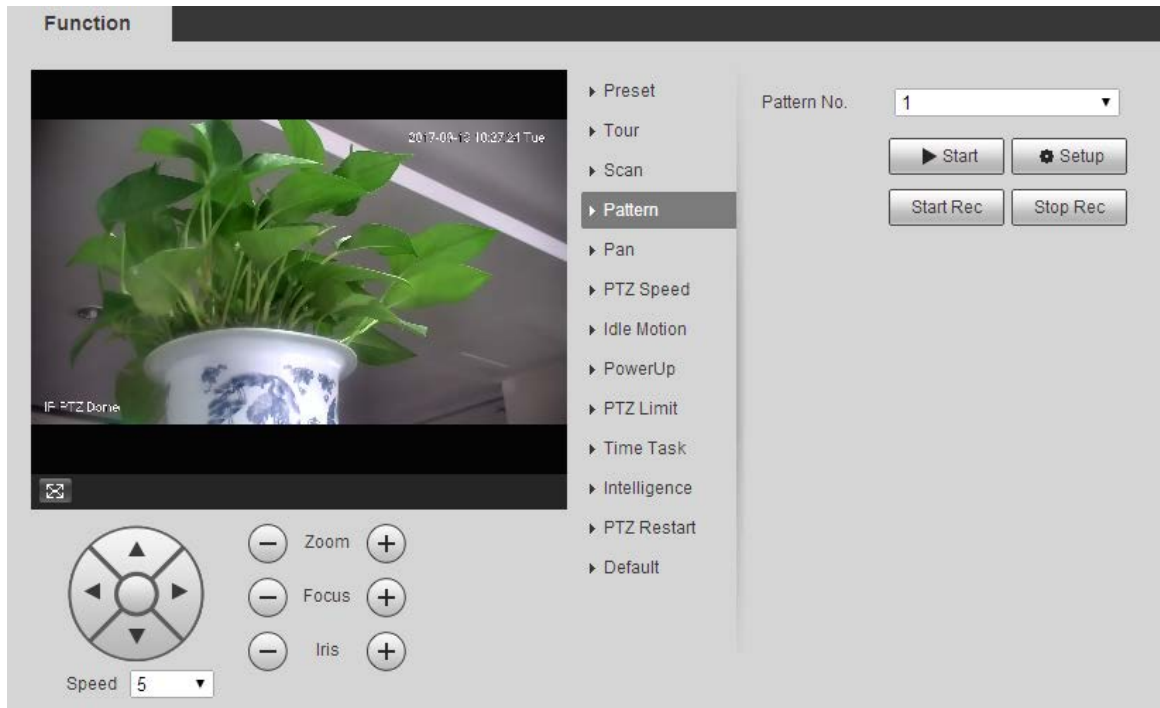 Function
2017-09-19 10:37:24 Tue
IP PTZ Dome
Speed 5
Zoom
Focus
Iris
Preset
Tour
Scan
Pattern
Pan
PTZ Speed
Idle Motion
PowerUp
PTZ Limit
Time Task
Intelligence
PTZ Restart
Default
Pattern No. 1
Start Setup
Start Rec Stop Rec